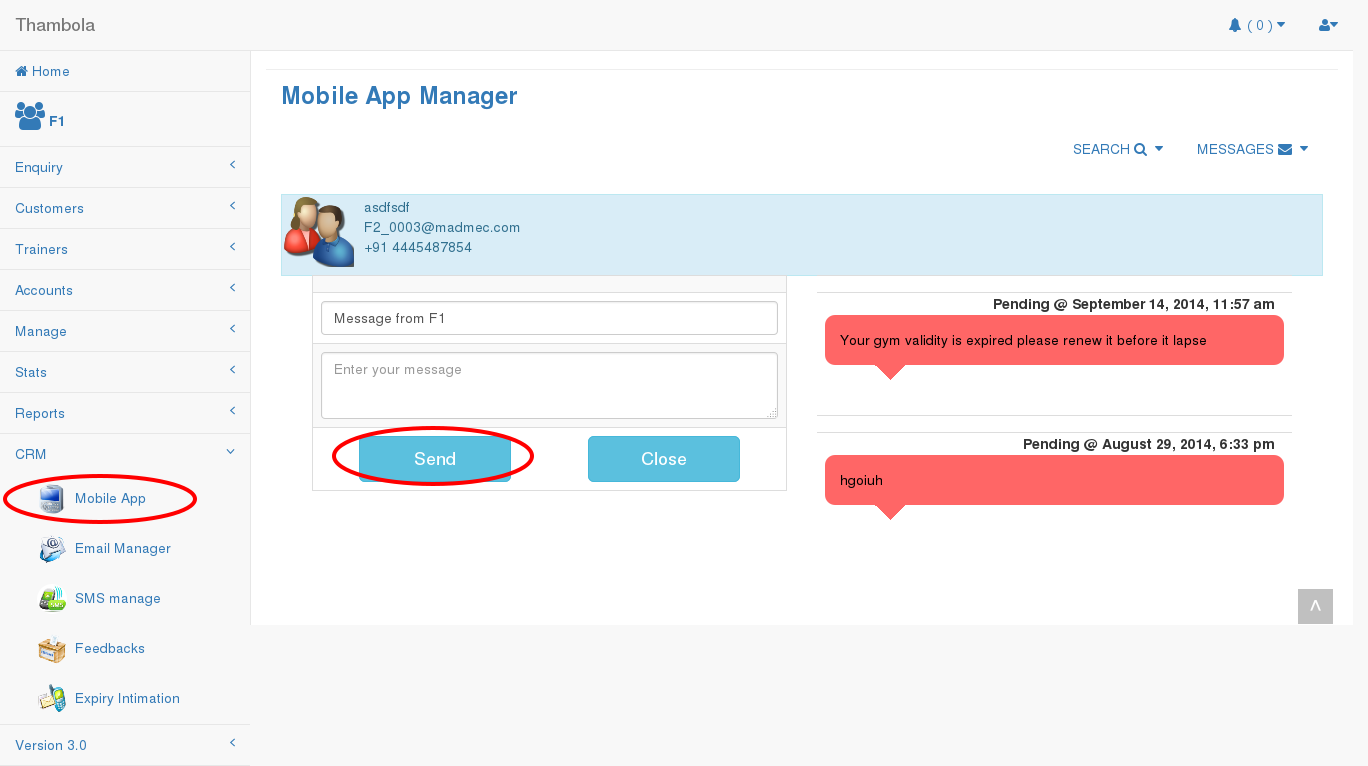 Thambola
( 0 )
Home
F1
Enquiry
Customers
Trainers
Accounts
Manage
Stats
Reports
CRM
Mobile App
Email Manager
SMS manage
Feedbacks
Expiry Intimation
Version 3.0
Mobile App Manager
SEARCH
MESSAGES
asdfsdf
F2_0003@madmec.com
+91 4445487854
Message from F1
Enter your message
Send
Close
Pending @ September 14, 2014, 11:57 am
Your gym validity is expired please renew it before it lapse
Pending @ August 29, 2014, 6:33 pm
hgoiuh